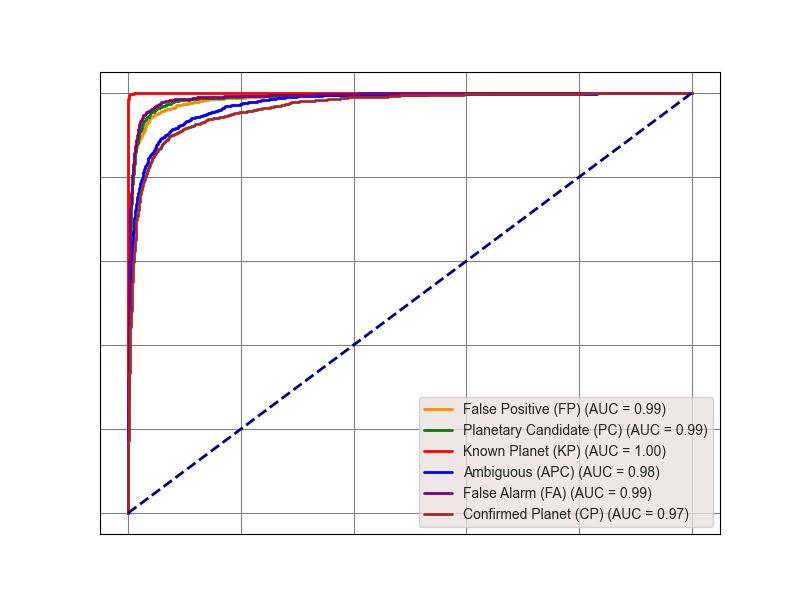 False Positive (FP) (AUC = 0.99)
Planetary Candidate (PC) (AUC = 0.99)
Known Planet (KP) (AUC = 1.00)
Ambiguous (APC) (AUC = 0.98)
False Alarm (FA) (AUC = 0.99)
Confirmed Planet (CP) (AUC = 0.97)